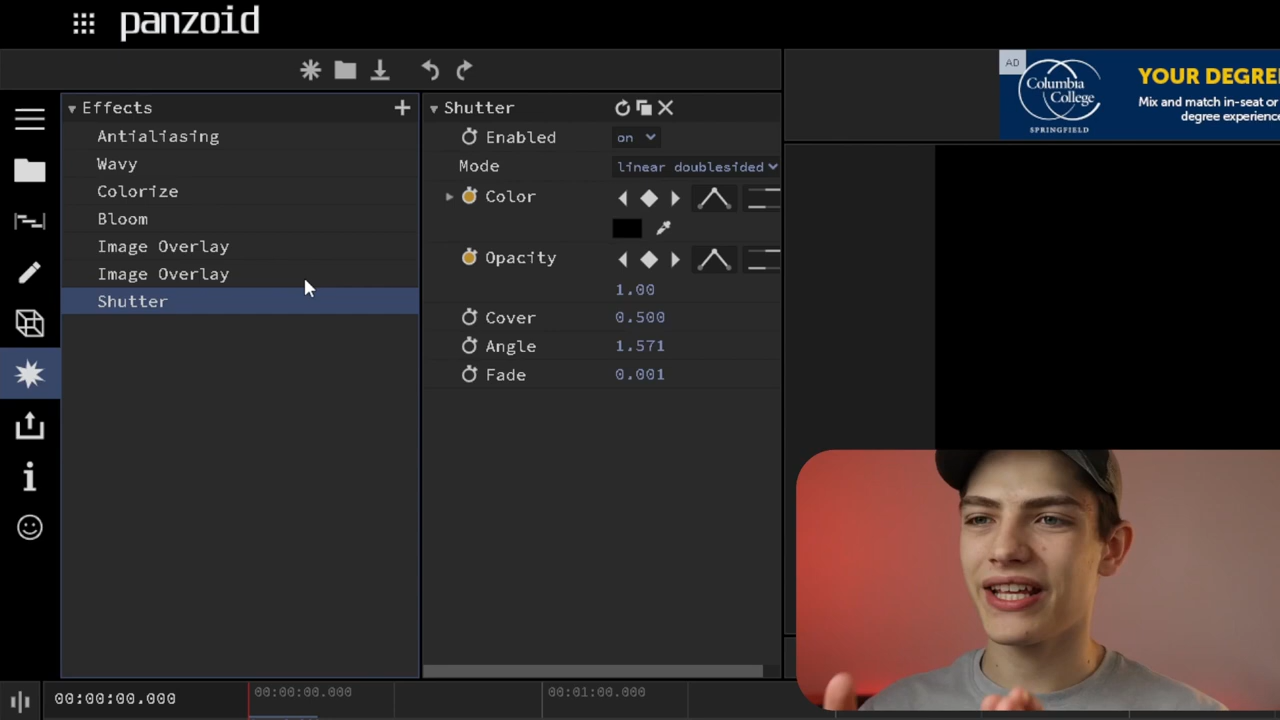 panzoid
Effects
Antialiasing
Wavy
Colorize
Bloom
Image Overlay
Image Overlay
Shutter
Shutter
Enabled on
Mode linear doublesided
Color
Opacity
1.00
Cover 0.500
Angle 1.571
Fade 0.001
AD
Columbia
College
SPRINGFIELD
YOUR DEGRE
Mix and match in-seat or
degree experienc
00:00:00.000
00:00:00.000
00:01:00.000